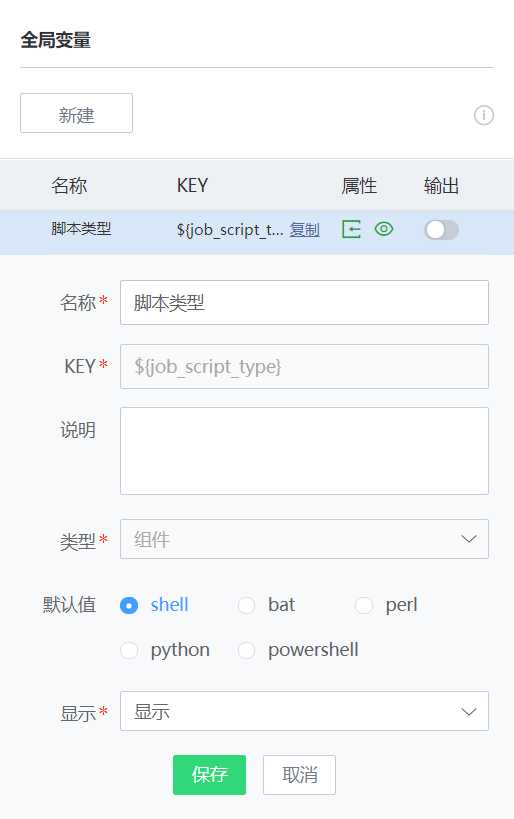 全局变量
新建
名称 KEY 属性 输出
脚本类型 ${job_script_t... 复制
名称* 脚本类型
KEY* ${job_script_type}
说明
类型* 组件
默认值 shell bat perl
python powershell
显示* 显示
保存 取消